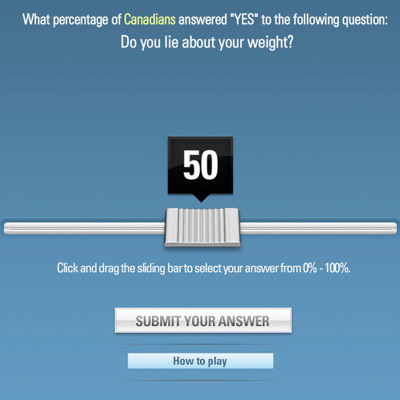 What percentage of Canadians answered "YES" to the following question:
Do you lie about your weight?
50
Click and drag the sliding bar to select your answer from 0% - 100%.
SUBMIT YOUR ANSWER
How to play